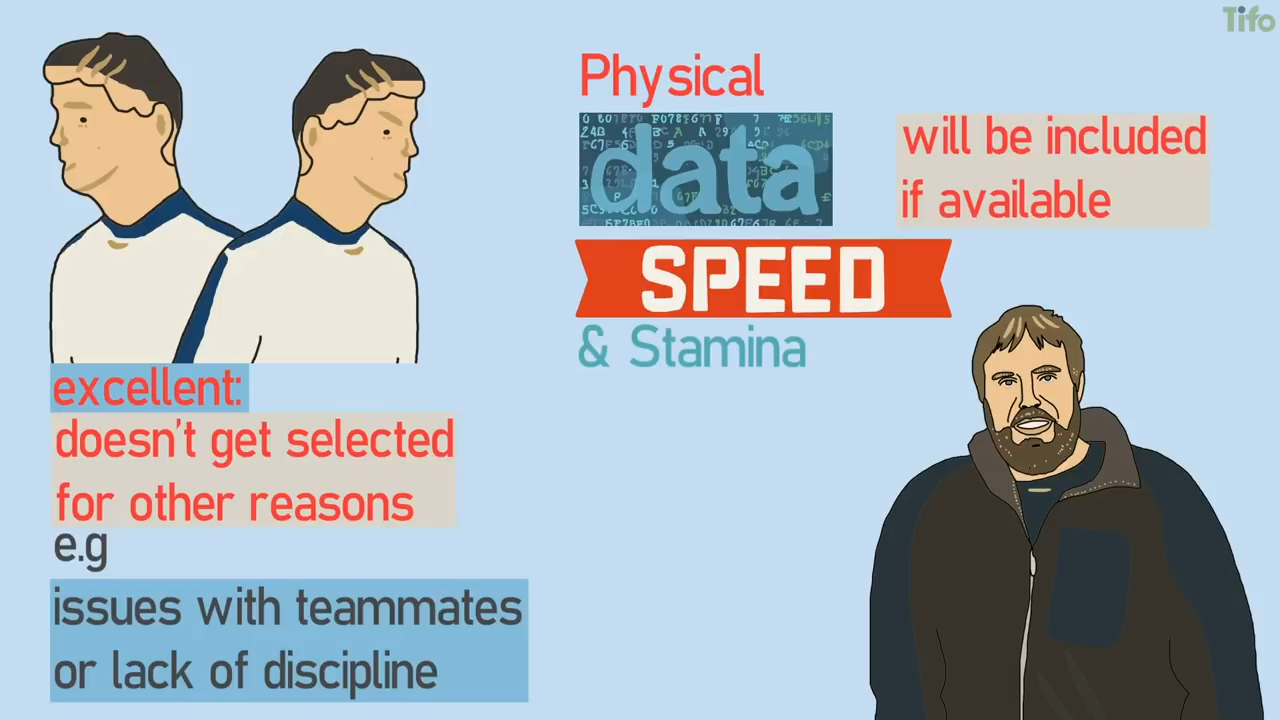 Tifo
Physical
data
will be included
if available
SPEED
& Stamina
excellent:
doesn't get selected
for other reasons
e.g
issues with teammates
or lack of discipline